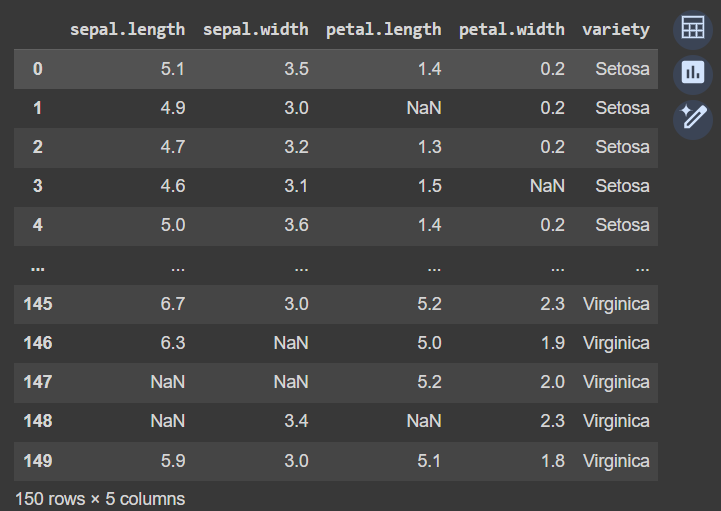 sepal.length sepal.width petal.length petal.width variety
0 5.1 3.5 1.4 0.2 Setosa
1 4.9 3.0 NaN 0.2 Setosa
2 4.7 3.2 1.3 0.2 Setosa
3 4.6 3.1 1.5 NaN Setosa
4 5.0 3.6 1.4 0.2 Setosa
... ... ... ... ... ...
145 6.7 3.0 5.2 2.3 Virginica
146 6.3 NaN 5.0 1.9 Virginica
147 NaN NaN 5.2 2.0 Virginica
148 NaN 3.4 NaN 2.3 Virginica
149 5.9 3.0 5.1 1.8 Virginica
150 rows × 5 columns